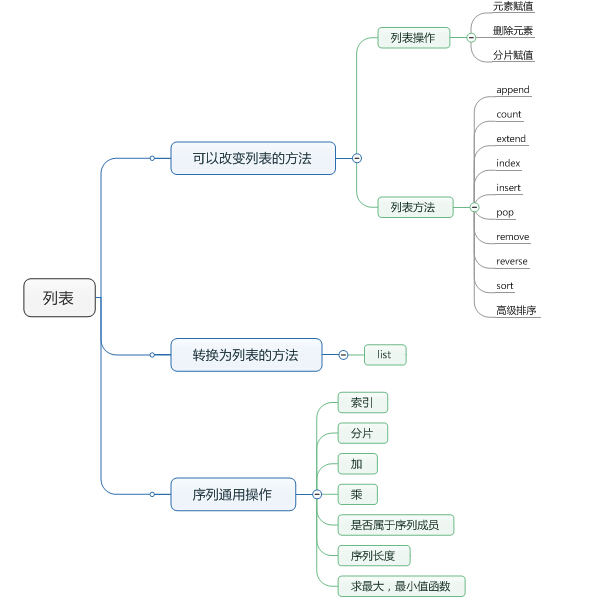 列表
可以改变列表的方法
列表操作
元素赋值
删除元素
分片赋值
列表方法
append
count
extend
index
insert
pop
remove
reverse
sort
高级排序
转换为列表的方法
list
序列通用操作
索引
分片
加
乘
是否属于序列成员
序列长度
求最大，最小值函数